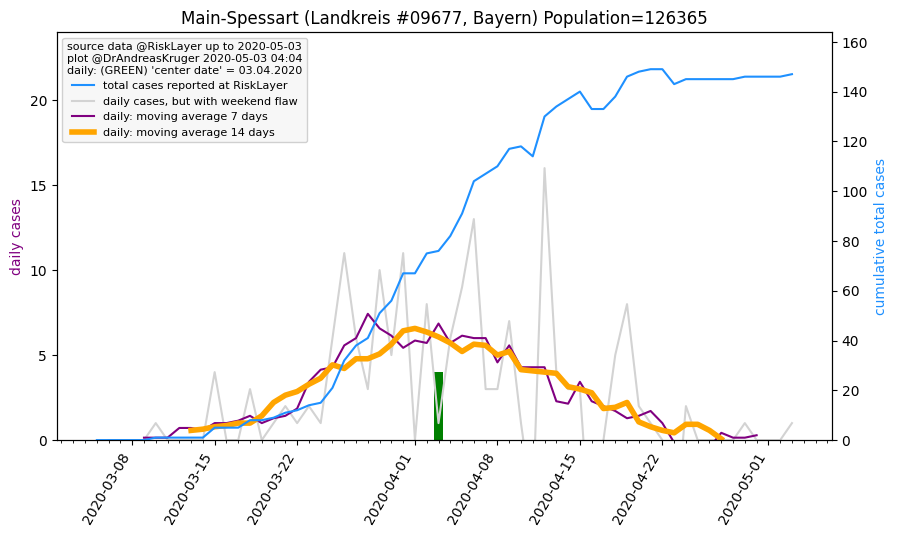 Main-Spessart (Landkreis #09677, Bayern) Population=126365
source data @RiskLayer up to 2020-05-03
plot @DrAndreasKruger 2020-05-03 04:04
daily: (GREEN) 'center date' = 03.04.2020
total cases reported at RiskLayer
daily cases, but with weekend flaw
daily: moving average 7 days
daily: moving average 14 days
daily cases
20
15
10
5
0
cumulative total cases
160
140
120
100
80
60
40
20
0
2020-03-08
2020-03-15
2020-03-22
2020-04-01
2020-04-08
2020-04-15
2020-04-22
2020-05-01